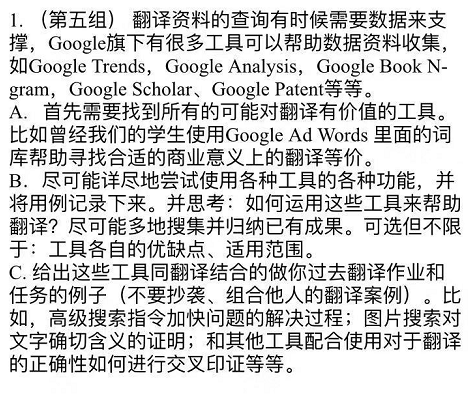 1. （第五组） 翻译资料的查询有时候需要数据来支
撑，Google旗下有很多工具可以帮助数据资料收集，
如Google Trends，Google Analysis，Google Book N-
gram，Google Scholar、Google Patent等等。
A． 首先需要找到所有的可能对翻译有价值的工具。
比如曾经我们的学生使用Google Ad Words 里面的词
库帮助寻找合适的商业意义上的翻译等价。
B．尽可能详尽地尝试使用各种工具的各种功能，并
将用例记录下来。并思考：如何运用这些工具来帮助
翻译？尽可能多地搜集并归纳已有成果。可选但不限
于：工具各自的优缺点、适用范围。
C. 给出这些工具同翻译结合的做你过去翻译作业和
任务的例子（不要抄袭、组合他人的翻译案例）。比
如，高级搜索指令加快问题的解决过程；图片搜索对
文字确切含义的证明；和其他工具配合使用对于翻译
的正确性如何进行交叉印证等等。